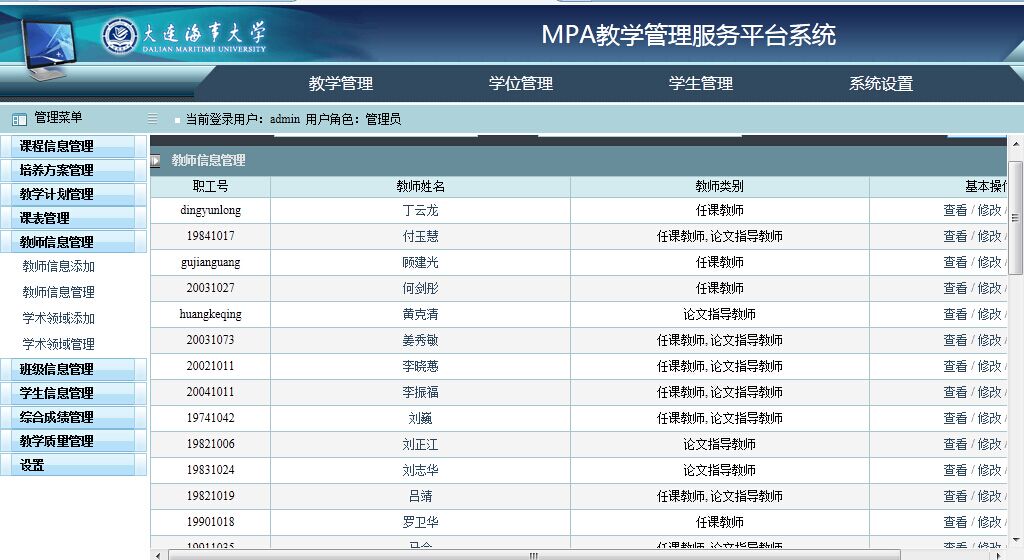 大连海事大学
DALIAN MARITIME UNIVERSITY
MPA教学管理服务平台系统
教学管理 学位管理 学生管理 系统设置
管理菜单
当前登录用户：admin 用户角色：管理员
课程信息管理
培养方案管理
教学计划管理
课表管理
教师信息管理
教师信息添加
教师信息管理
学术领域添加
学术领域管理
班级信息管理
学生信息管理
综合成绩管理
教学质量管理
设置
教师信息管理
职工号 教师姓名 教师类别 基本操作
dingyunlong 丁云龙 任课教师 查看 / 修改 /
19841017 付玉慧 任课教师, 论文指导教师 查看 / 修改 /
gujianguang 顾建光 任课教师 查看 / 修改 /
20031027 何剑彤 任课教师 查看 / 修改 /
huangkeqing 黄克清 论文指导教师 查看 / 修改 /
20031073 姜秀敏 任课教师, 论文指导教师 查看 / 修改 /
20021011 李晓蕙 任课教师, 论文指导教师 查看 / 修改 /
20041011 李振福 任课教师, 论文指导教师 查看 / 修改 /
19741042 刘巍 任课教师, 论文指导教师 查看 / 修改 /
19821006 刘正江 论文指导教师 查看 / 修改 /
19831024 刘志华 论文指导教师 查看 / 修改 /
19821019 吕靖 任课教师, 论文指导教师 查看 / 修改 /
19901018 罗卫华 任课教师 查看 / 修改 /
19911035 任课教师, 论文指导教师 查看 / 修改 /